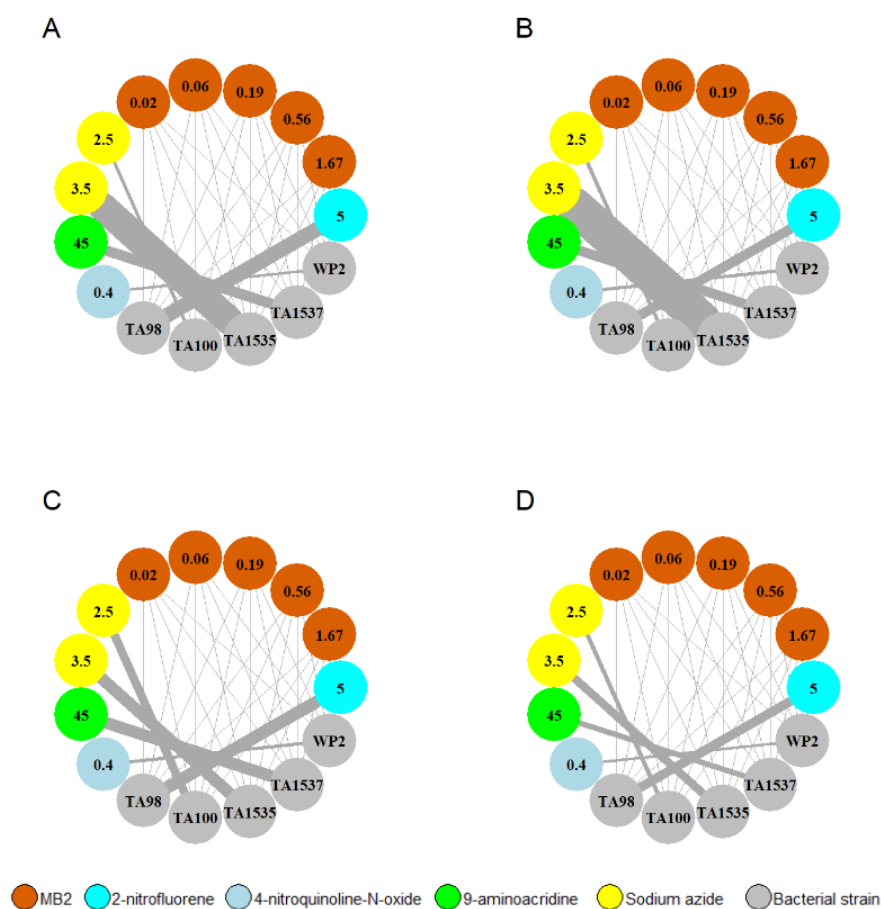 A B
0.06 0.06
0.02 0.19 0.02 0.19
2.5 0.56 2.5 0.56
3.5 1.67 3.5 1.67
45 5 45 5
0.4 WP2 0.4 WP2
TA98 TA1537 TA98 TA1537
TA100 TA1535 TA100 TA1535
C D
0.06 0.06
0.02 0.19 0.02 0.19
2.5 0.56 2.5 0.56
3.5 1.67 3.5 1.67
45 5 45 5
0.4 WP2 0.4 WP2
TA98 TA1537 TA98 TA1537
TA100 TA1535 TA100 TA1535
MB2 2-nitrofluorene 4-nitroquinoline-N-oxide 9-aminoacridine Sodium azide Bacterial strain